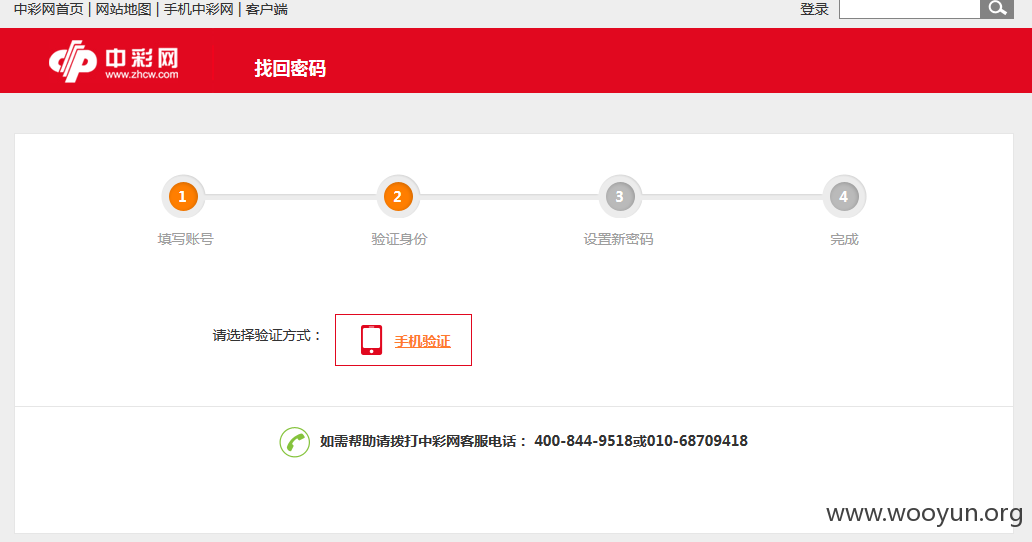 中彩网首页 | 网站地图 | 手机中彩网 | 客户端
登录
中彩网
www.zhcw.com
找回密码
1
2
3
4
填写账号
验证身份
设置新密码
完成
请选择验证方式：
手机验证
如需帮助请拨打中彩网客服电话： 400-844-9518或010-68709418
www.wooyun.org